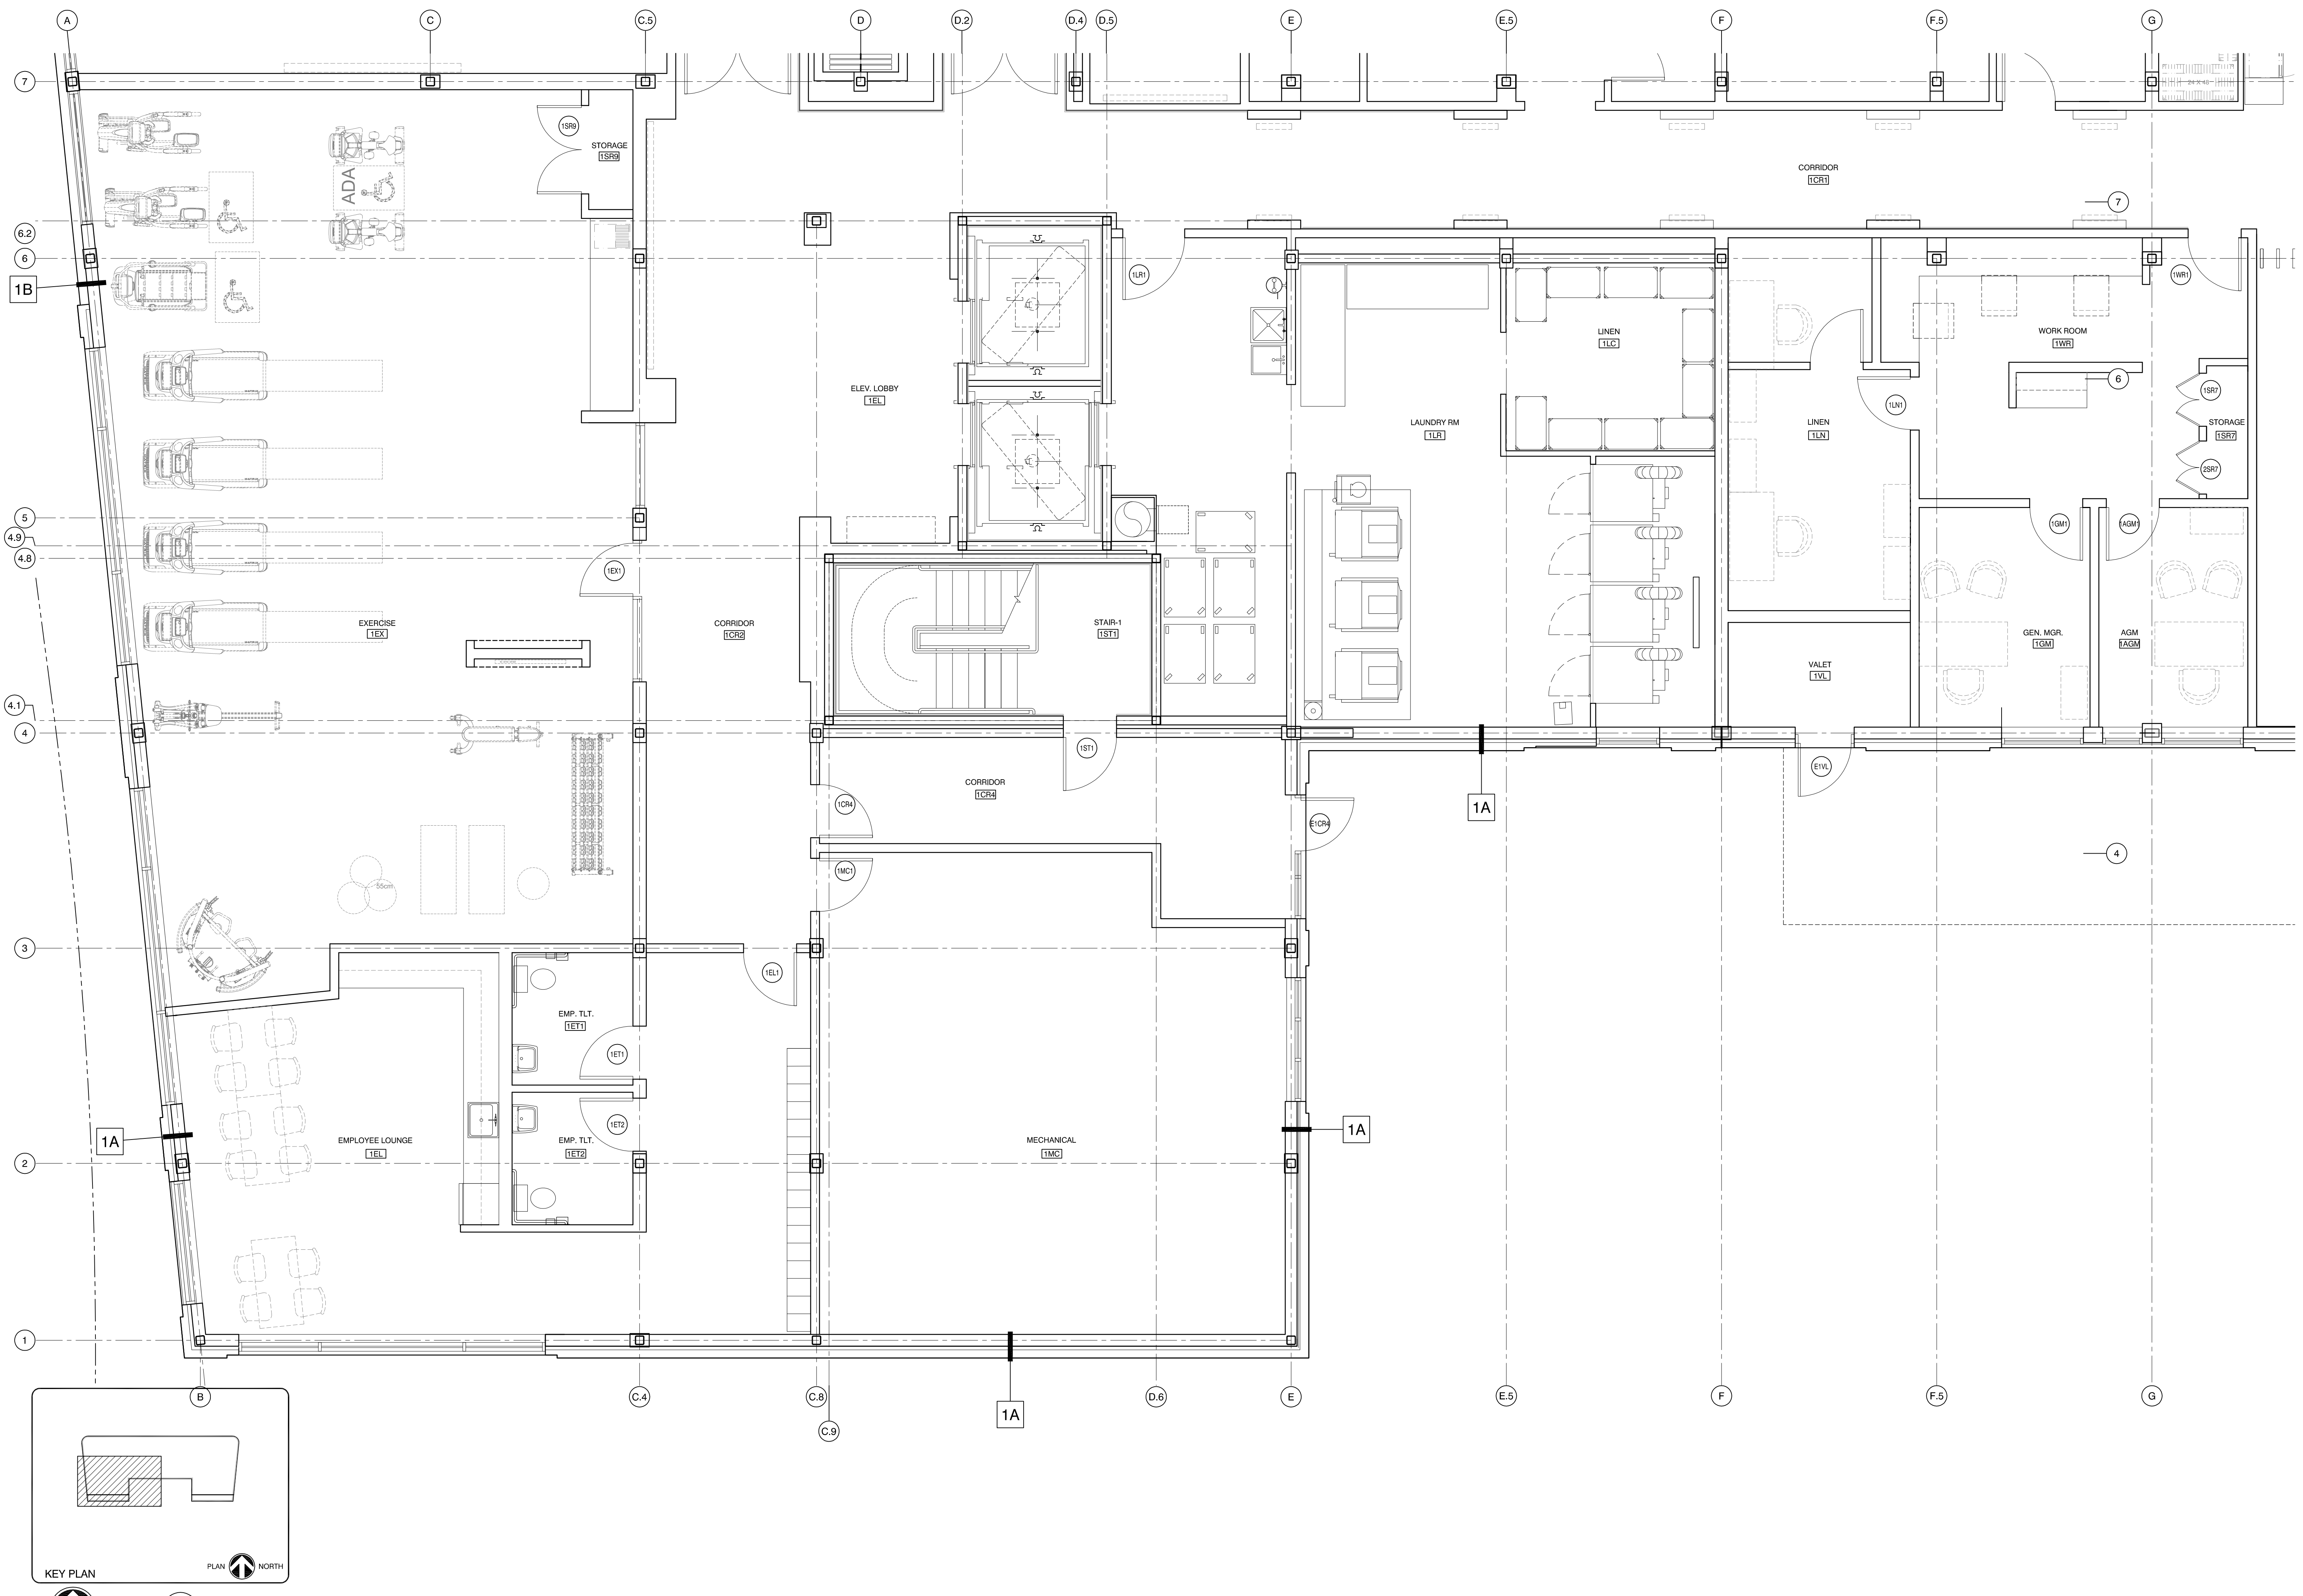 A C C.5 D D.2 D.4 D.5 E E.5 F F.5 G
7
24 X 48
1SR9
STORAGE
1SR9
ADA
CORRIDOR
1CR1
7
6.2
6
1B
1LR1
1WR1
LINEN
1LC
WORK ROOM
1WR
6
ELEV. LOBBY
1EL
1SR7
1LN1
LAUNDRY RM
1LR
LINEN
1LN
STORAGE
1SR7
2SR7
5
1GM1
1AGM1
4.9
4.8
1EX1
EXERCISE
1EX
CORRIDOR
1CR2
STAIR-1
1ST1
GEN. MGR.
1GM
AGM
1AGM
VALET
1VL
4.1
4
1ST1
E1VL
CORRIDOR
1CR4
1CR4
1A
E1CR4
4
1MC1
55cm
3
1EL1
EMP. TLT.
1ET1
1ET1
1ET2
1A
1A
EMPLOYEE LOUNGE
1EL
EMP. TLT.
1ET2
MECHANICAL
1MC
2
1
B C.4 C.8 D.6 E E.5 F F.5 G
1A
C.9
KEY PLAN
PLAN NORTH